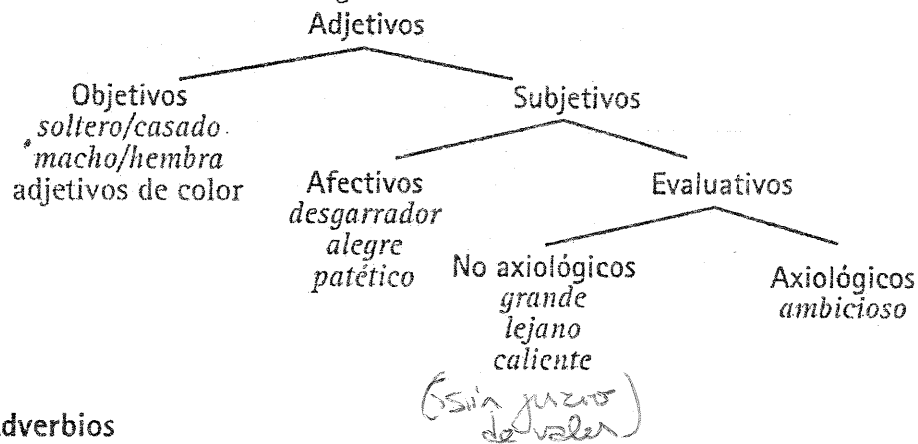 Adjetivos
Objetivos
soltero/casado
macho/hembra
adjetivos de color
Subjetivos
Afectivos
desgarrador
alegre
patético
Evaluativos
No axiológicos
grande
lejano
caliente
(sin juzio
de valor)
Axiológicos
ambicioso
dverbios